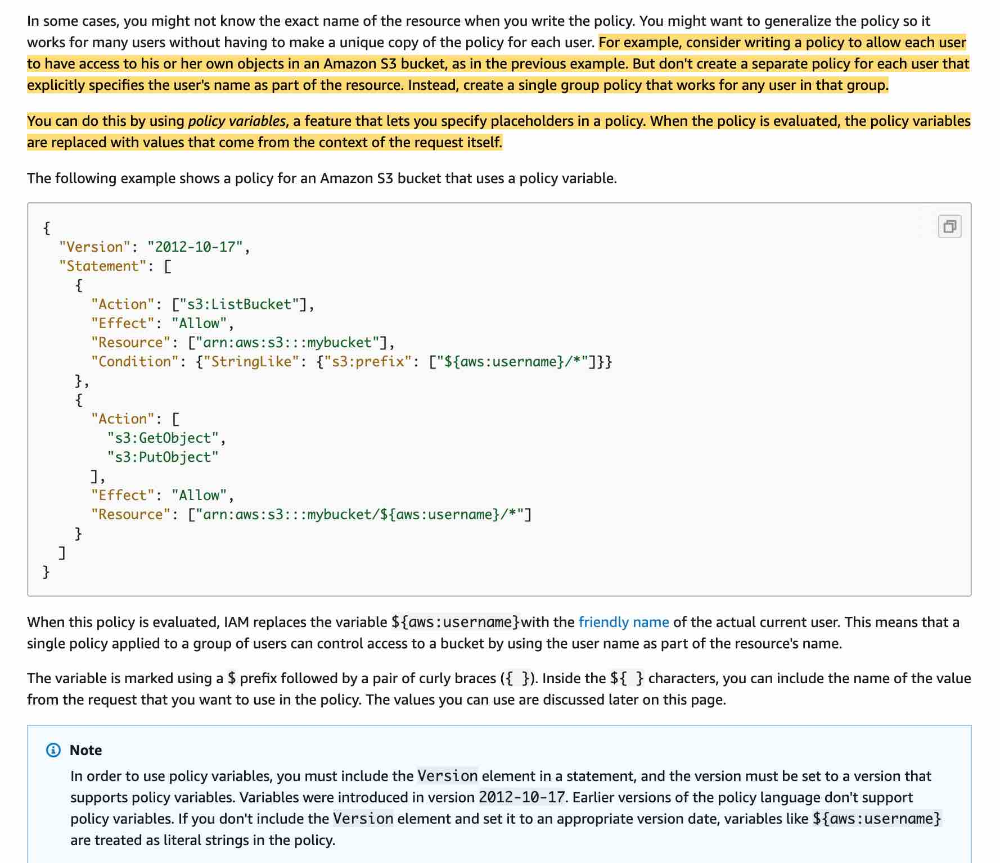 In some cases, you might not know the exact name of the resource when you write the policy. You might want to generalize the policy so it
works for many users without having to make a unique copy of the policy for each user. For example, consider writing a policy to allow each user
to have access to his or her own objects in an Amazon S3 bucket, as in the previous example. But don't create a separate policy for each user that
explicitly specifies the user's name as part of the resource. Instead, create a single group policy that works for any user in that group.
You can do this by using policy variables, a feature that lets you specify placeholders in a policy. When the policy is evaluated, the policy variables
are replaced with values that come from the context of the request itself.
The following example shows a policy for an Amazon S3 bucket that uses a policy variable.
{
  "Version": "2012-10-17",
  "Statement": [
    {
      "Action": ["s3:ListBucket"],
      "Effect": "Allow",
      "Resource": ["arn:aws:s3:::mybucket"],
      "Condition": {"StringLike": {"s3:prefix": ["${aws:username}/*"]}}
    },
    {
      "Action": [
        "s3:GetObject",
        "s3:PutObject"
      ],
      "Effect": "Allow",
      "Resource": ["arn:aws:s3:::mybucket/${aws:username}/*"]
    }
  ]
}
When this policy is evaluated, IAM replaces the variable ${aws:username}with the friendly name of the actual current user. This means that a
single policy applied to a group of users can control access to a bucket by using the user name as part of the resource's name.
The variable is marked using a $ prefix followed by a pair of curly braces ({ }). Inside the ${ } characters, you can include the name of the value
from the request that you want to use in the policy. The values you can use are discussed later on this page.
Note
In order to use policy variables, you must include the Version element in a statement, and the version must be set to a version that
supports policy variables. Variables were introduced in version 2012-10-17. Earlier versions of the policy language don't support
policy variables. If you don't include the Version element and set it to an appropriate version date, variables like ${aws:username}
are treated as literal strings in the policy.